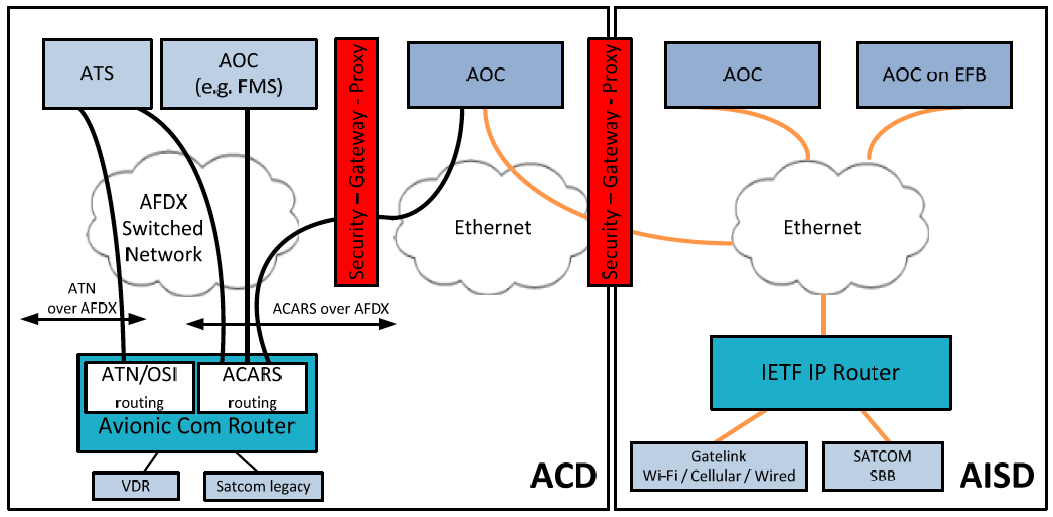 ATS
AOC
(e.g. FMS)
Security – Gateway - Proxy
AOC
Security – Gateway - Proxy
AOC
AOC on EFB
AFDX
Switched
Network
Ethernet
Ethernet
ATN
over AFDX
ACARS over AFDX
ATN/OSI
routing
ACARS
routing
Avionic Com Router
IETF IP Router
VDR
Satcom legacy
ACD
Gatelink
Wi-Fi / Cellular / Wired
SATCOM
SBB
AISD